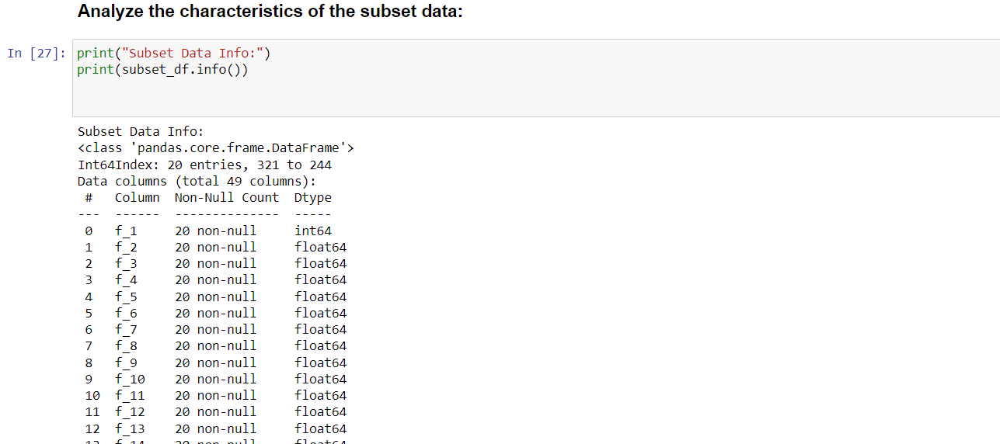 Analyze the characteristics of the subset data:
In [27]: print("Subset Data Info:")
print(subset_df.info())
Subset Data Info:
<class 'pandas.core.frame.DataFrame'>
Int64Index: 20 entries, 321 to 244
Data columns (total 49 columns):
 #   Column  Non-Null Count  Dtype
---  ------  --------------  -----
 0   f_1     20 non-null     int64
 1   f_2     20 non-null     float64
 2   f_3     20 non-null     float64
 3   f_4     20 non-null     float64
 4   f_5     20 non-null     float64
 5   f_6     20 non-null     float64
 6   f_7     20 non-null     float64
 7   f_8     20 non-null     float64
 8   f_9     20 non-null     float64
 9   f_10    20 non-null     float64
 10  f_11    20 non-null     float64
 11  f_12    20 non-null     float64
 12  f_13    20 non-null     float64
 13  f_14    20 non-null     float64